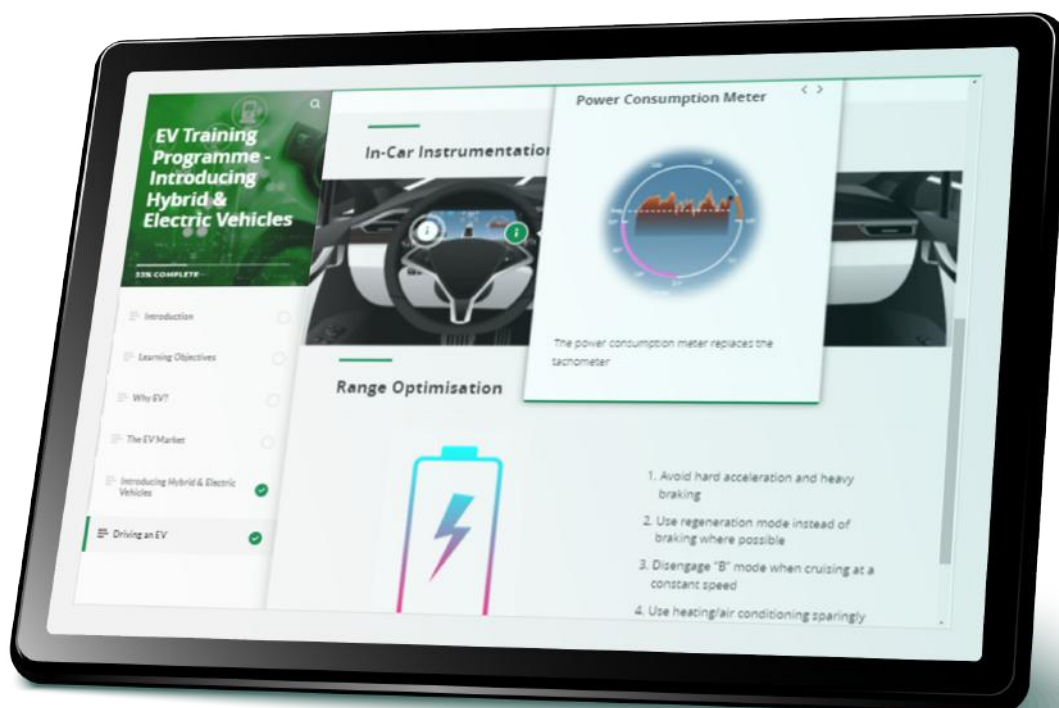 EV Training
Programme -
Introducing
Hybrid &
Electric Vehicles
33% COMPLETE
Introduction
Learning Objectives
Why EV?
The EV Market
Introducing Hybrid & Electric
Vehicles
Driving an EV
In-Car Instrumentation
Power Consumption Meter
The power consumption meter replaces the
tachometer
Range Optimisation
1. Avoid hard acceleration and heavy
braking
2. Use regeneration mode instead of
braking where possible
3. Disengage "B" mode when cruising at a
constant speed
4. Use heating/air conditioning sparingly